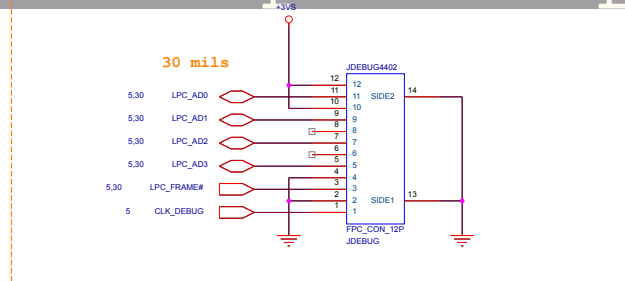 +3VS
30 mils
JDEBUG4402
12 12
5,30 LPC_AD0 11 11 SIDE2 14
10 10
5,30 LPC_AD1 9 9
8 8
5,30 LPC_AD2 7 7
6 6
5,30 LPC_AD3 5 5
4 4
5,30 LPC_FRAME# 3 3
2 2 SIDE1 13
5 CLK_DEBUG 1 1
FPC_CON_12P
JDEBUG